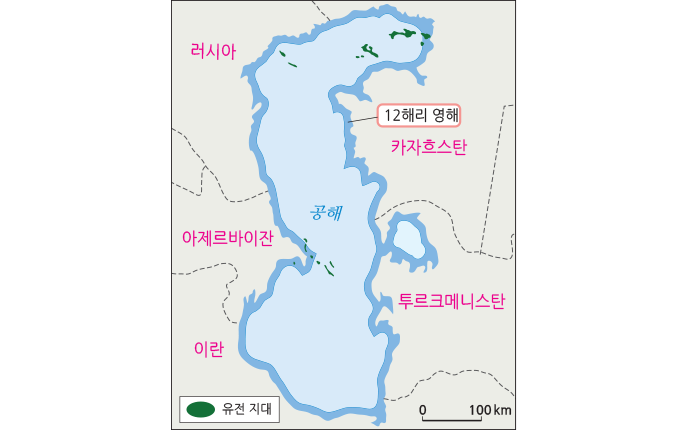 러시아
12해리 영해
카자흐스탄
공해
아제르바이잔
투르크메니스탄
이란
유전 지대
0 100 km